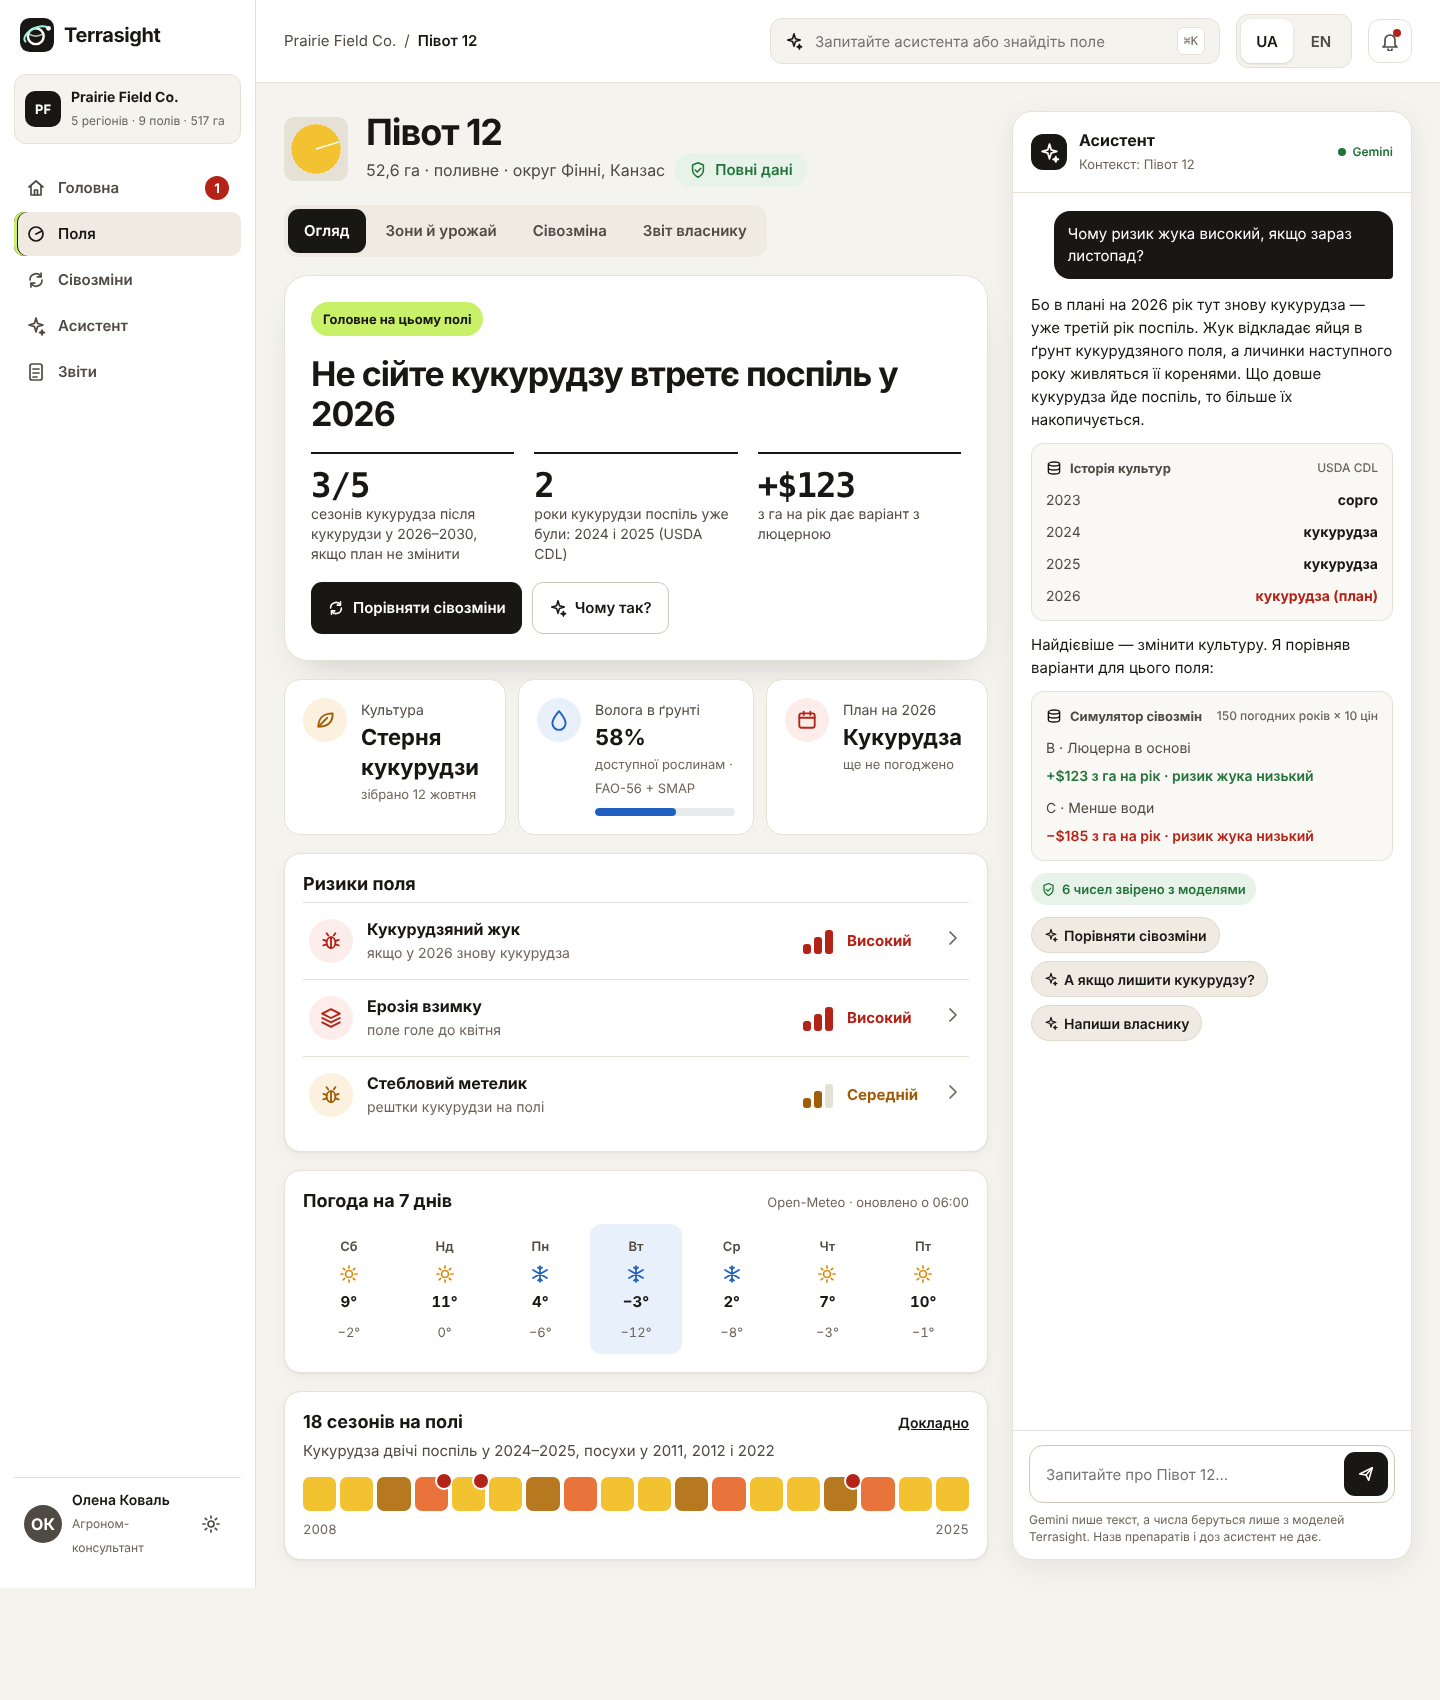 Terrasight
PF
Prairie Field Co.
5 регіонів · 9 полів · 517 га
Головна
1
Поля
Сівозміни
Асистент
Звіти
ОК
Олена Коваль
Агроном-
консультант
Prairie Field Co. / Півот 12
Запитайте асистента або знайдіть поле
⌘K
UA
EN
Півот 12
52,6 га · поливне · округ Фінні, Канзас
Повні дані
Огляд
Зони й урожай
Сівозміна
Звіт власнику
Головне на цьому полі
Не сійте кукурудзу втретє поспіль у
2026
3/5
сезонів кукурудза після
кукурудзи у 2026–2030,
якщо план не змінити
2
роки кукурудзи поспіль уже
були: 2024 і 2025 (USDA
CDL)
+$123
з га на рік дає варіант з
люцерною
Порівняти сівозміни
Чому так?
Культура
Стерня
кукурудзи
зібрано 12 жовтня
Волога в ґрунті
58%
доступної рослинам ·
FAO-56 + SMAP
План на 2026
Кукурудза
ще не погоджено
Ризики поля
Кукурудзяний жук
якщо у 2026 знову кукурудза
Високий
Ерозія взимку
поле голе до квітня
Високий
Стебловий метелик
рештки кукурудзи на полі
Середній
Погода на 7 днів
Open-Meteo · оновлено о 06:00
Сб Нд Пн Вт Ср Чт Пт
9° 11° 4° −3° 2° 7° 10°
−2° 0° −6° −12° −8° −3° −1°
18 сезонів на полі
Докладно
Кукурудза двічі поспіль у 2024–2025, посухи у 2011, 2012 і 2022
2008
2025
Асистент
Контекст: Півот 12
Gemini
Чому ризик жука високий, якщо зараз
листопад?
Бо в плані на 2026 рік тут знову кукурудза —
уже третій рік поспіль. Жук відкладає яйця в
ґрунт кукурудзяного поля, а личинки наступного
року живляться її коренями. Що довше
кукурудза йде поспіль, то більше їх
накопичується.
Історія культур
USDA CDL
2023 сорго
2024 кукурудза
2025 кукурудза
2026 кукурудза (план)
Найдієвіше — змінити культуру. Я порівняв
варіанти для цього поля:
Симулятор сівозмін
150 погодних років × 10 цін
B · Люцерна в основі
+$123 з га на рік · ризик жука низький
C · Менше води
−$185 з га на рік · ризик жука низький
6 чисел звірено з моделями
Порівняти сівозміни
А якщо лишити кукурудзу?
Напиши власнику
Запитайте про Півот 12…
Gemini пише текст, а числа беруться лише з моделей
Terrasight. Назв препаратів і доз асистент не дає.